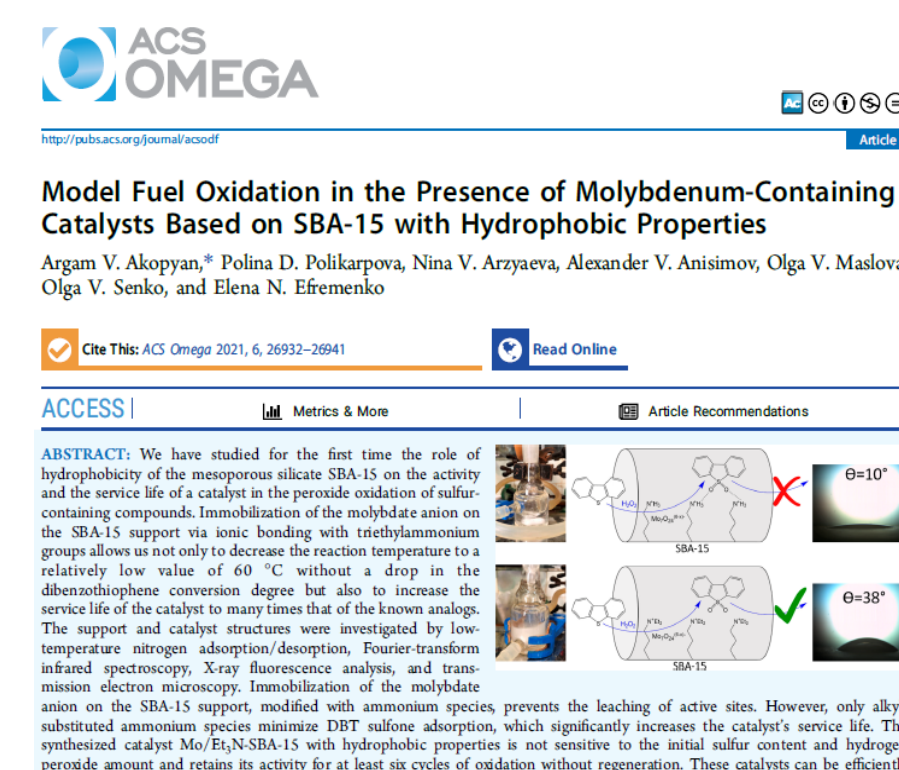 ACS
OMEGA
http://pubs.acs.org/journal/acsodf
Article
Model Fuel Oxidation in the Presence of Molybdenum-Containing
Catalysts Based on SBA-15 with Hydrophobic Properties
Argam V. Akopyan,* Polina D. Polikarpova, Nina V. Arzyaeva, Alexander V. Anisimov, Olga V. Maslova
Olga V. Senko, and Elena N. Efremenko
Cite This: ACS Omega 2021, 6, 26932–26941
Read Online
ACCESS
Metrics & More
Article Recommendations
ABSTRACT: We have studied for the first time the role of
hydrophobicity of the mesoporous silicate SBA-15 on the activity
and the service life of a catalyst in the peroxide oxidation of sulfur-
containing compounds. Immobilization of the molybdate anion on
the SBA-15 support via ionic bonding with triethylammonium
groups allows us not only to decrease the reaction temperature to a
relatively low value of 60 °C without a drop in the
dibenzothiophene conversion degree but also to increase the
service life of the catalyst to many times that of the known analogs.
The support and catalyst structures were investigated by low-
temperature nitrogen adsorption/desorption, Fourier-transform
infrared spectroscopy, X-ray fluorescence analysis, and trans-
mission electron microscopy. Immobilization of the molybdate
anion on the SBA-15 support, modified with ammonium species, prevents the leaching of active sites. However, only alky
substituted ammonium species minimize DBT sulfone adsorption, which significantly increases the catalyst's service life. Th
synthesized catalyst Mo/Et₃N-SBA-15 with hydrophobic properties is not sensitive to the initial sulfur content and hydroge
peroxide amount and retains its activity for at least six cycles of oxidation without regeneration. These catalysts can be efficientl
H₂O₂
SBA-15
Θ=10°
H₂O₂
SBA-15
Θ=38°